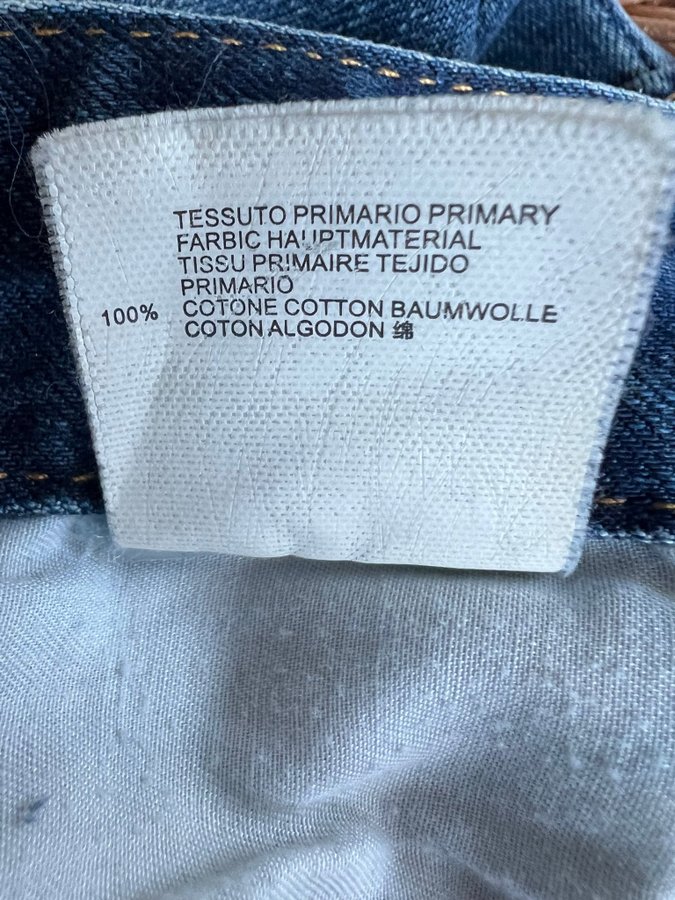 TESSUTO PRIMARIO PRIMARY
FARBIC HAUPTMATERIAL
TISSU PRIMAIRE TEJIDO
PRIMARIO
100% COTONE COTTON BAUMWOLLE
COTON ALGODON 绵